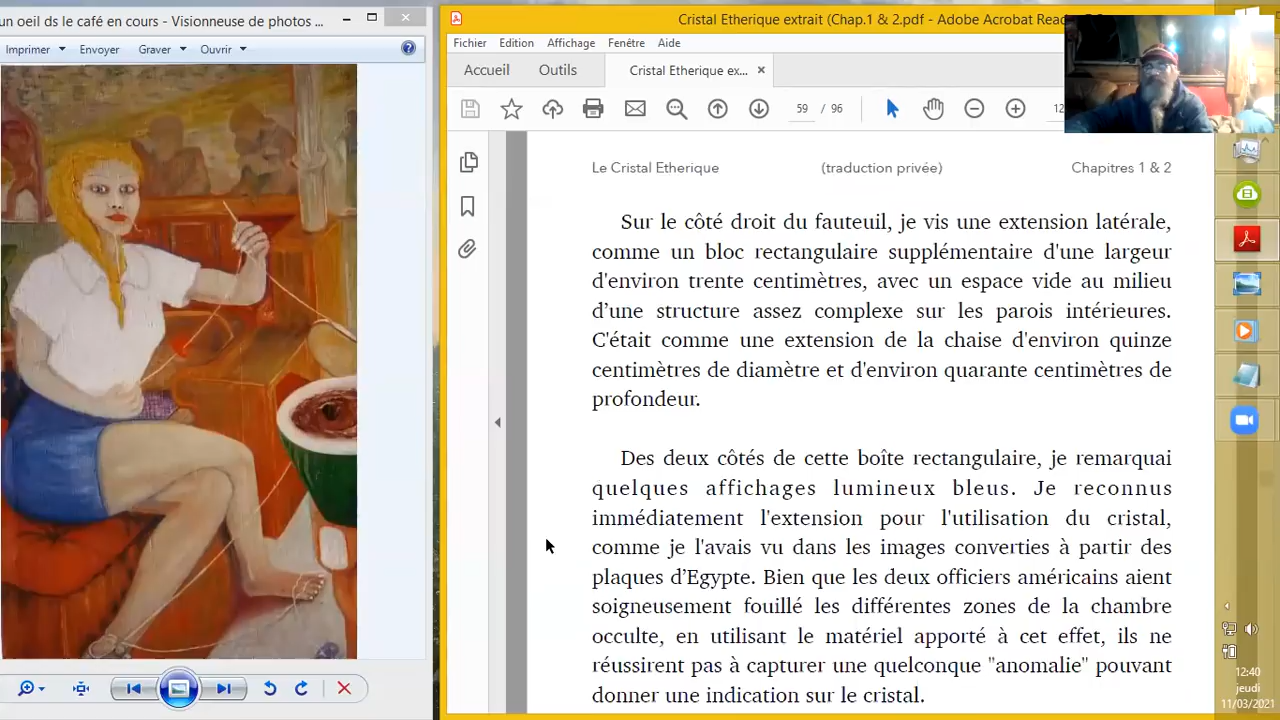 un oeil ds le café en cours - Visionneuse de photos ...
Imprimer
Envoyer
Graver
Ouvrir
Cristal Etherique extrait (Chap.1 & 2.pdf - Adobe Acrobat Rea
Fichier Edition Affichage Fenêtre Aide
Accueil Outils Cristal Etherique ex...
59 / 96
12
Le Cristal Etherique (traduction privée) Chapitres 1 & 2
Sur le côté droit du fauteuil, je vis une extension latérale,
comme un bloc rectangulaire supplémentaire d'une largeur
d'environ trente centimètres, avec un espace vide au milieu
d’une structure assez complexe sur les parois intérieures.
C'était comme une extension de la chaise d'environ quinze
centimètres de diamètre et d'environ quarante centimètres de
profondeur.
Des deux côtés de cette boîte rectangulaire, je remarquai
quelques affichages lumineux bleus. Je reconnus
immédiatement l'extension pour l'utilisation du cristal,
comme je l'avais vu dans les images converties à partir des
plaques d’Egypte. Bien que les deux officiers américains aient
soigneusement fouillé les différentes zones de la chambre
occulte, en utilisant le matériel apporté à cet effet, ils ne
réussirent pas à capturer une quelconque "anomalie" pouvant
donner une indication sur le cristal.
12:40
jeudi
11/03/2021